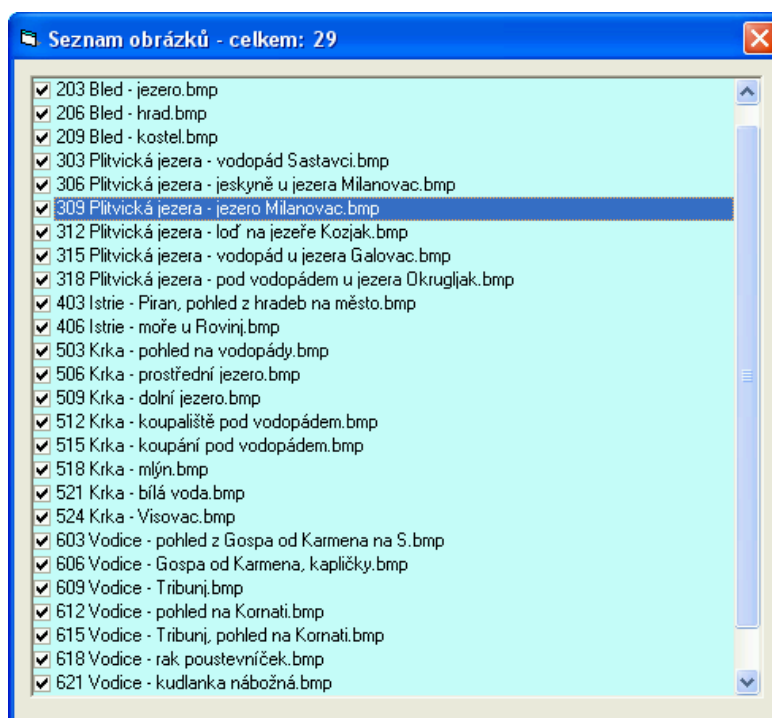 Seznam obrázků - celkem: 29
203 Bled - jezero.bmp
206 Bled - hrad.bmp
209 Bled - kostel.bmp
303 Plitvická jezera - vodopád Sastavci.bmp
306 Plitvická jezera - jeskyně u jezera Milanovac.bmp
309 Plitvická jezera - jezero Milanovac.bmp
312 Plitvická jezera - loď na jezeře Kozjak.bmp
315 Plitvická jezera - vodopád u jezera Galovac.bmp
318 Plitvická jezera - pod vodopádem u jezera Okrugljak.bmp
403 Istrie - Piran, pohled z hradeb na město.bmp
406 Istrie - moře u Rovinj.bmp
503 Krka - pohled na vodopády.bmp
506 Krka - prostřední jezero.bmp
509 Krka - dolní jezero.bmp
512 Krka - koupaliště pod vodopádem.bmp
515 Krka - koupání pod vodopádem.bmp
518 Krka - mlýn.bmp
521 Krka - bílá voda.bmp
524 Krka - Visovac.bmp
603 Vodice - pohled z Gospa od Karmena na S.bmp
606 Vodice - Gospa od Karmena, kapličky.bmp
609 Vodice - Tribunj.bmp
612 Vodice - pohled na Kornati.bmp
615 Vodice - Tribunj, pohled na Kornati.bmp
618 Vodice - rak poustevníček.bmp
621 Vodice - kudlanka nábožná.bmp